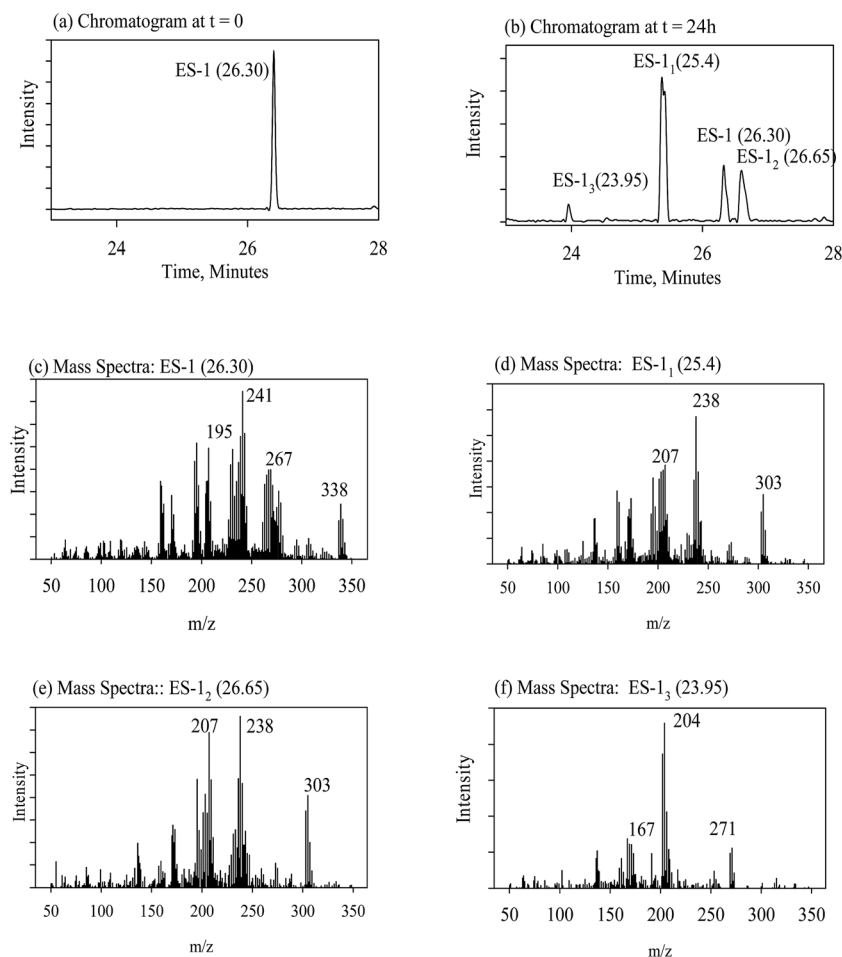 (a) Chromatogram at t = 0
ES-1 (26.30)
Intensity
24 26 28
Time, Minutes
(b) Chromatogram at t = 24h
ES-1₁(25.4)
ES-1 (26.30)
ES-1₂ (26.65)
ES-1₃(23.95)
Intensity
24 26 28
Time, Minutes
(c) Mass Spectra: ES-1 (26.30)
241
195
267
338
Intensity
50 100 150 200 250 300 350
m/z
(d) Mass Spectra: ES-1₁ (25.4)
238
207
303
Intensity
50 100 150 200 250 300 350
m/z
(e) Mass Spectra:: ES-1₂ (26.65)
207 238
303
Intensity
50 100 150 200 250 300 350
m/z
(f) Mass Spectra: ES-1₃ (23.95)
204
167 271
Intensity
50 100 150 200 250 300 350
m/z